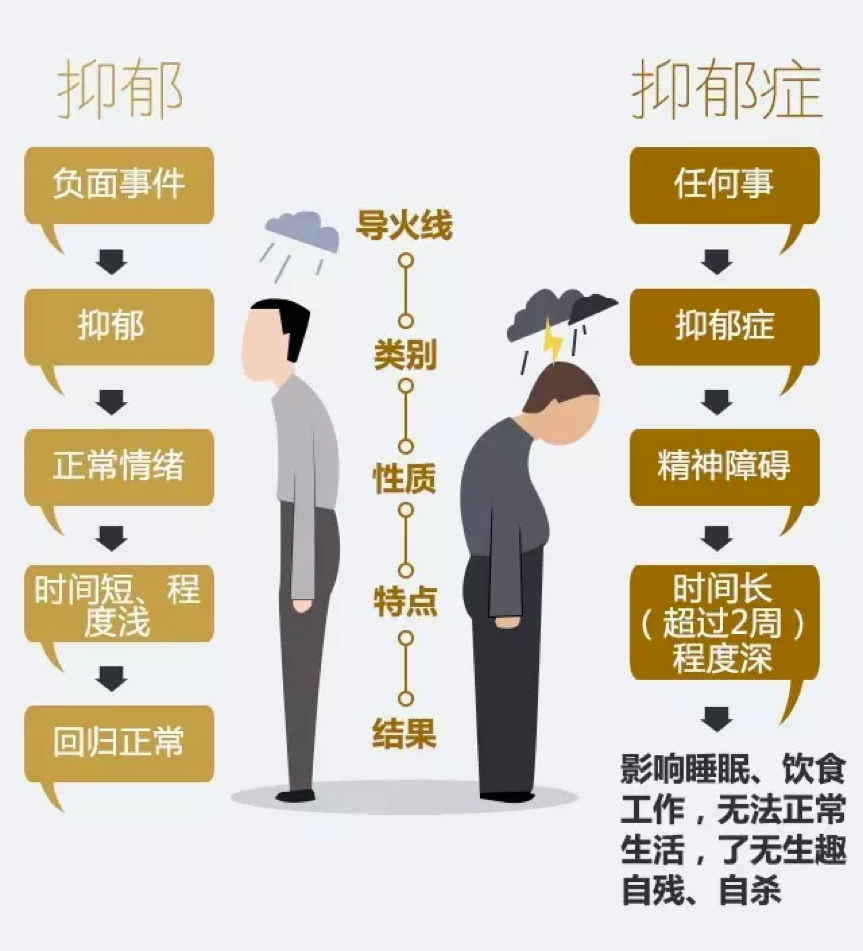 抑郁
负面事件
抑郁
正常情绪
时间短、程
度浅
回归正常
导火线
类别
性质
特点
结果
抑郁症
任何事
抑郁症
精神障碍
时间长
（超过2周）
程度深
影响睡眠、饮食
工作，无法正常
生活，了无生趣
自残、自杀